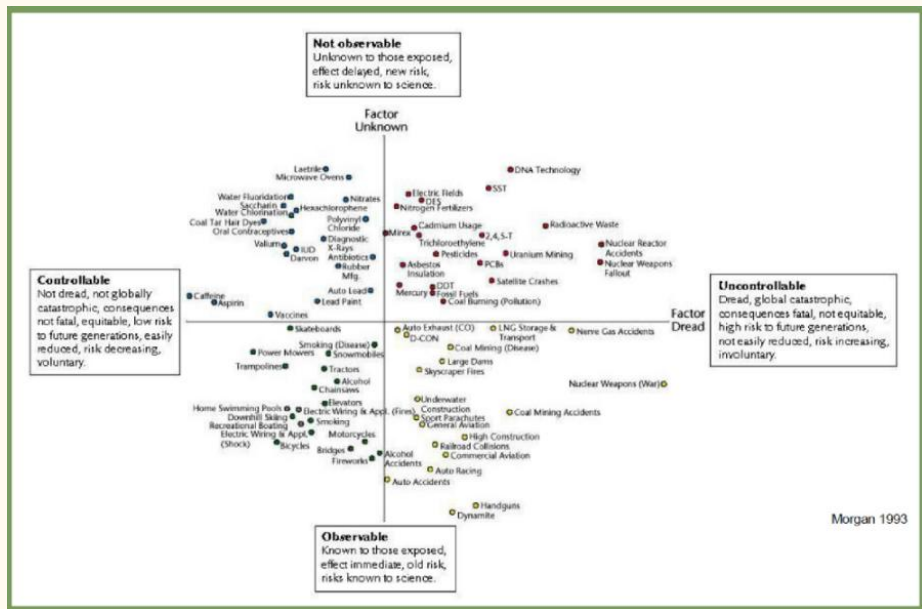 Not observable
Unknown to those exposed,
effect delayed, new risk,
risk unknown to science.
Factor
Unknown
Laetrile
Microwave Ovens
Water Fluoridation
Saccharin
Water Chlorination
Hexachlorophene
Coal Tar Hair Dyes
Oral Contraceptives
Valium
IUD
Darvon
Nitrates
Polyvinyl
Chloride
Diagnostic
X-Rays
Antibiotics
Rubber
Mfg.
Auto Lead
Lead Paint
Caffeine
Aspirin
Vaccines
DNA Technology
SST
Electric Fields
DES
Nitrogen Fertilizers
Cadmium Usage
Mirex
Trichloroethylene
2,4,5-T
Radioactive Waste
Nuclear Reactor
Accidents
Pesticides
Uranium Mining
Asbestos
Insulation
PCBs
Nuclear Weapons
Fallout
Satellite Crashes
Mercury
DDT
Fossil Fuels
Coal Burning (Pollution)
Controllable
Not dread, not globally
catastrophic, consequences
not fatal, equitable, low risk
to future generations, easily
reduced, risk decreasing,
voluntary.
Factor
Dread
Uncontrollable
Dread, global catastrophic,
consequences fatal, not equitable,
high risk to future generations,
not easily reduced, risk increasing,
involuntary.
Skateboards
Smoking (Disease)
Power Mowers
Snowmobiles
Trampolines
Tractors
Alcohol
Chainsaws
Elevators
Home Swimming Pools
Electric Wiring & Appl. (Fires)
Downhill Skiing
Recreational Boating
Smoking
Electric Wiring & Appl.
(Shock)
Bicycles
Motorcycles
Bridges
Fireworks
Alcohol
Accidents
Auto Exhaust (CO)
D-CON
LNG Storage &
Transport
Nerve Gas Accidents
Coal Mining (Disease)
Large Dams
Skyscraper Fires
Nuclear Weapons (War)
Underwater
Construction
Sport Parachutes
General Aviation
Coal Mining Accidents
High Construction
Railroad Collisions
Commercial Aviation
Auto Racing
Auto Accidents
Handguns
Dynamite
Observable
Known to those exposed,
effect immediate, old risk,
risks known to science.
Morgan 1993